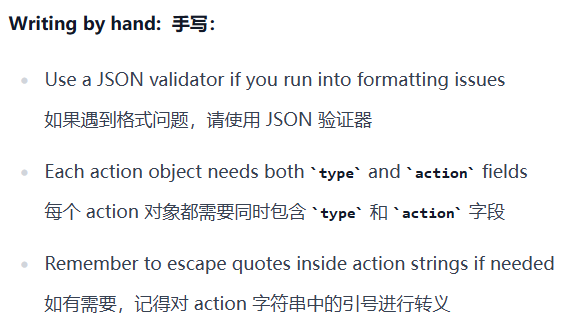 Writing by hand: 手写：
Use a JSON validator if you run into formatting issues
如果遇到格式问题，请使用 JSON 验证器
Each action object needs both `type` and `action` fields
每个 action 对象都需要同时包含 `type` 和 `action` 字段
Remember to escape quotes inside action strings if needed
如有需要，记得对 action 字符串中的引号进行转义